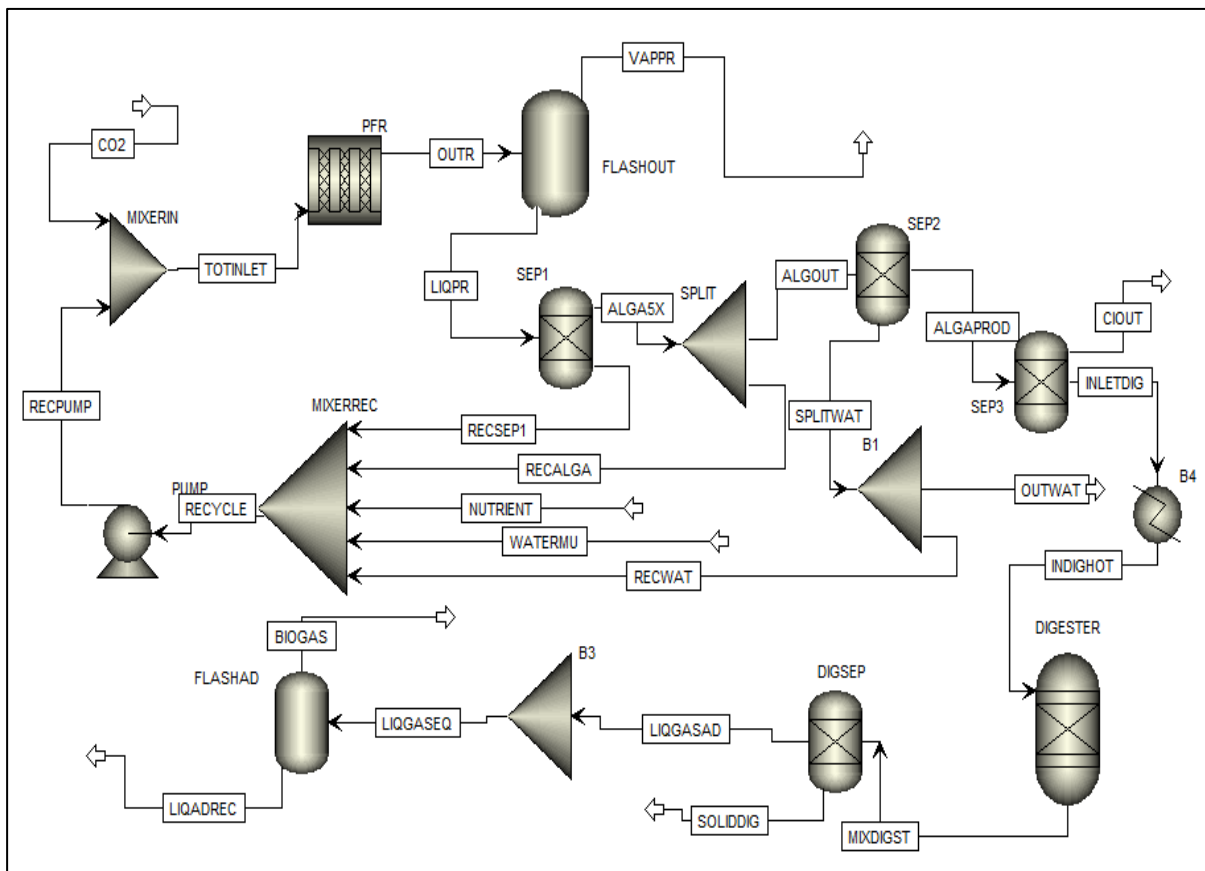 VAPPR
CO2
PFR
OUTR
FLASHOUT
MIXERIN
SEP2
TOTINLET
LIQPR
SEP1
ALGA5X
SPLIT
ALGOUT
ALGAPROD
CIOUT
RECPUMP
MIXERREC
SEP3
INLETDIG
RECSEP1
SPLITWAT
B1
RECALGA
PUMP
RECYCLE
NUTRIENT
OUTWAT
B4
WATERMU
RECWAT
INDIGHOT
BIOGAS
DIGESTER
FLASHAD
B3
DIGSEP
LIQGASEQ
LIQGASAD
LIQADREC
SOLIDDIG
MIXDIGST